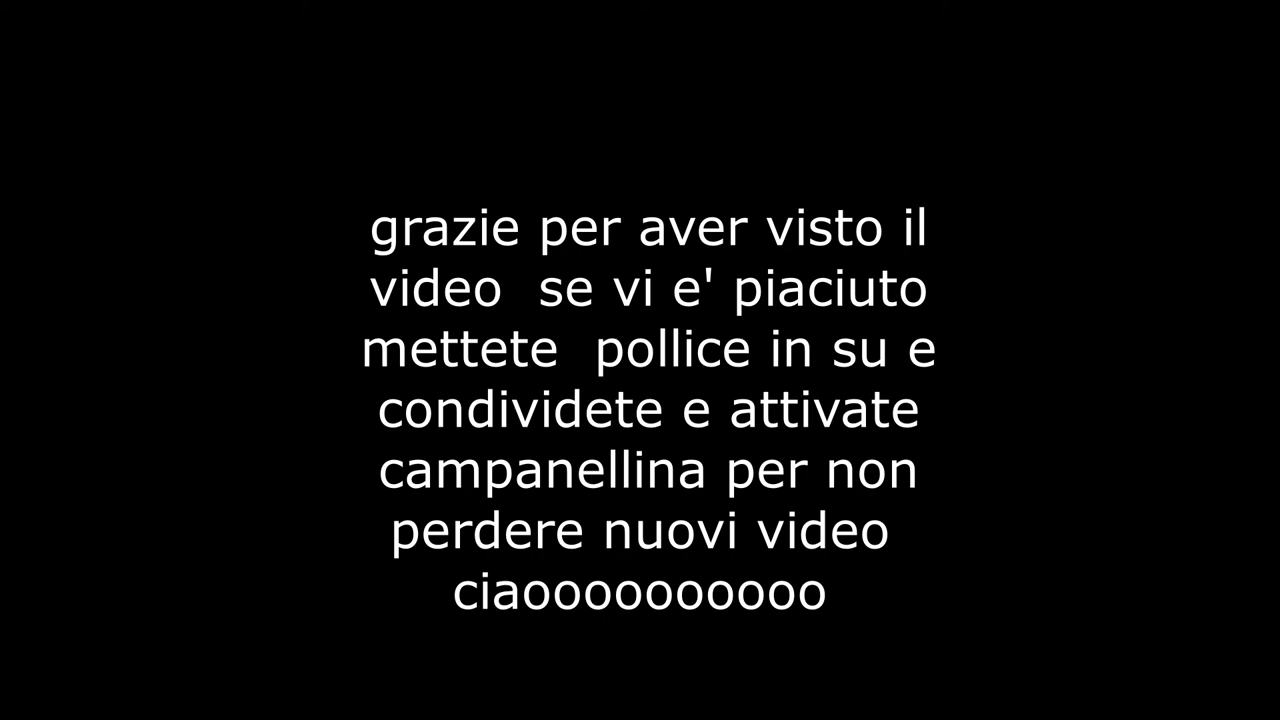 grazie per aver visto il
video  se vi e' piaciuto
mettete  pollice in su e
condividete e attivate
campanellina per non
perdere nuovi video
ciaoooooooooo